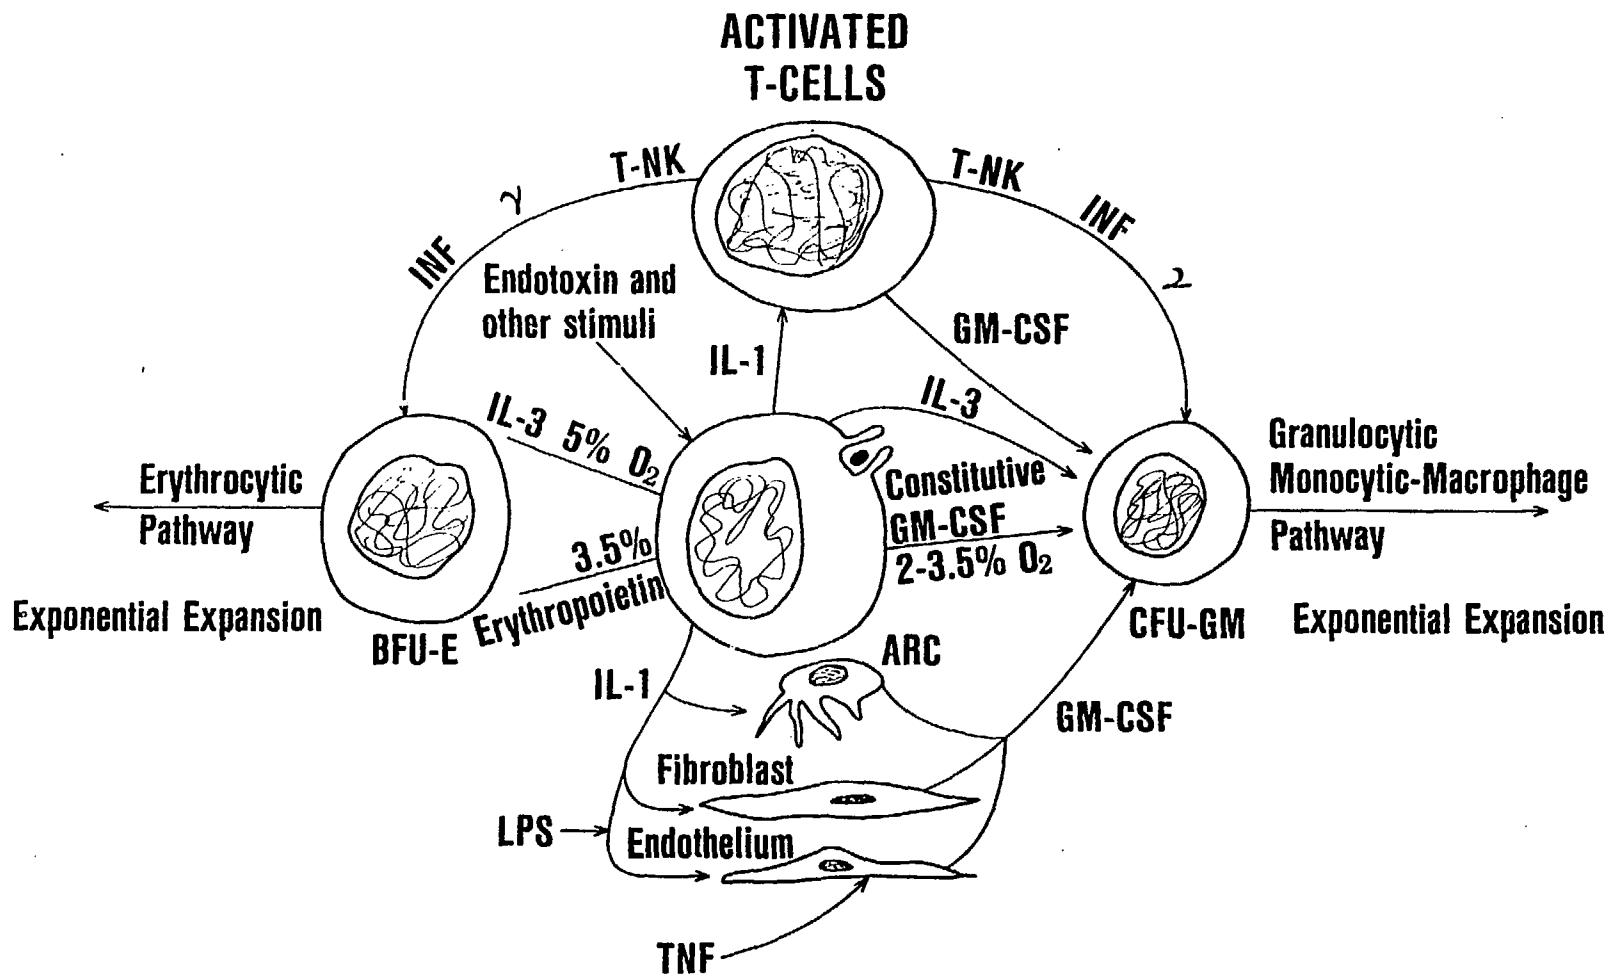 ACTIVATED
T-CELLS
T-NK
T-NK
γ
INF
INF
Endotoxin and
other stimuli
GM-CSF
IL-1
IL-3
IL-3 5% O₂
Granulocytic
Monocytic-Macrophage
Pathway
Constitutive
GM-CSF
2-3.5% O₂
Erythrocytic
Pathway
3.5%
Erythropoietin
Exponential Expansion
BFU-E
CFU-GM
Exponential Expansion
ARC
IL-1
GM-CSF
Fibroblast
LPS
Endothelium
TNF